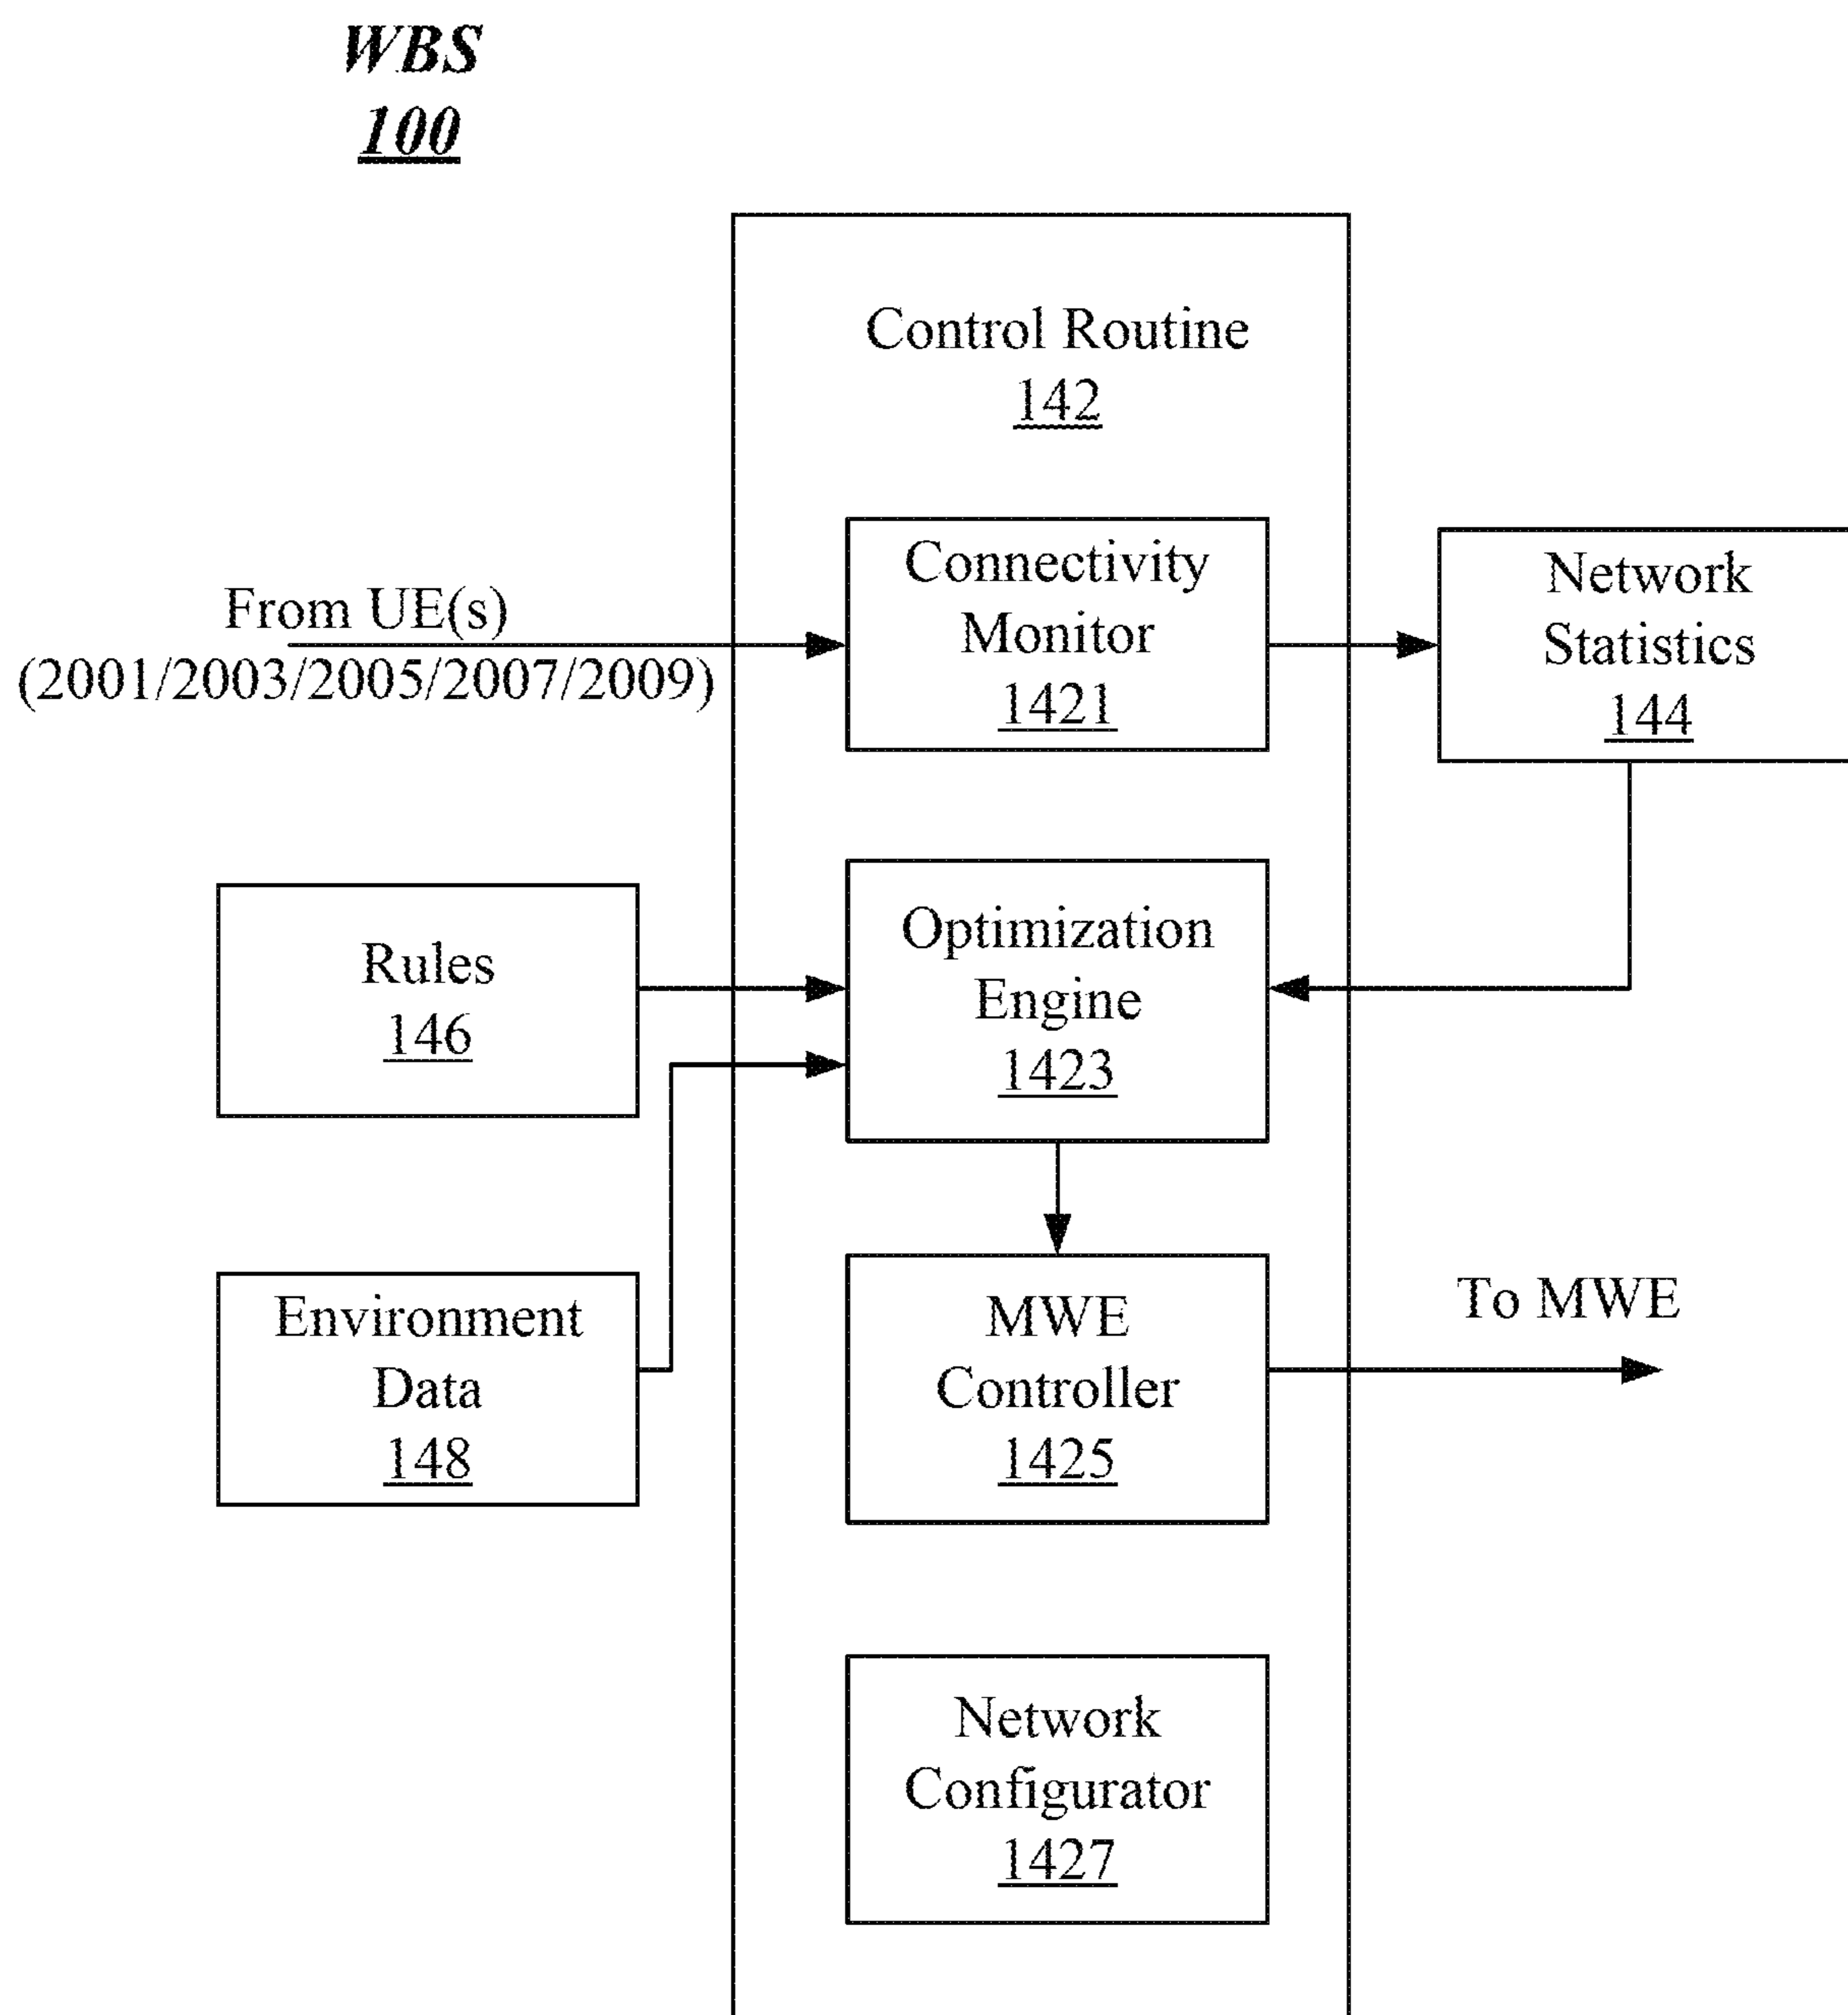 WBS
100
Control Routine
142
Connectivity
Monitor
1421
From UE(s)
(2001/2003/2005/2007/2009)
Network
Statistics
144
Rules
146
Optimization
Engine
1423
Environment
Data
148
MWE
Controller
1425
To MWE
Network
Configurator
1427